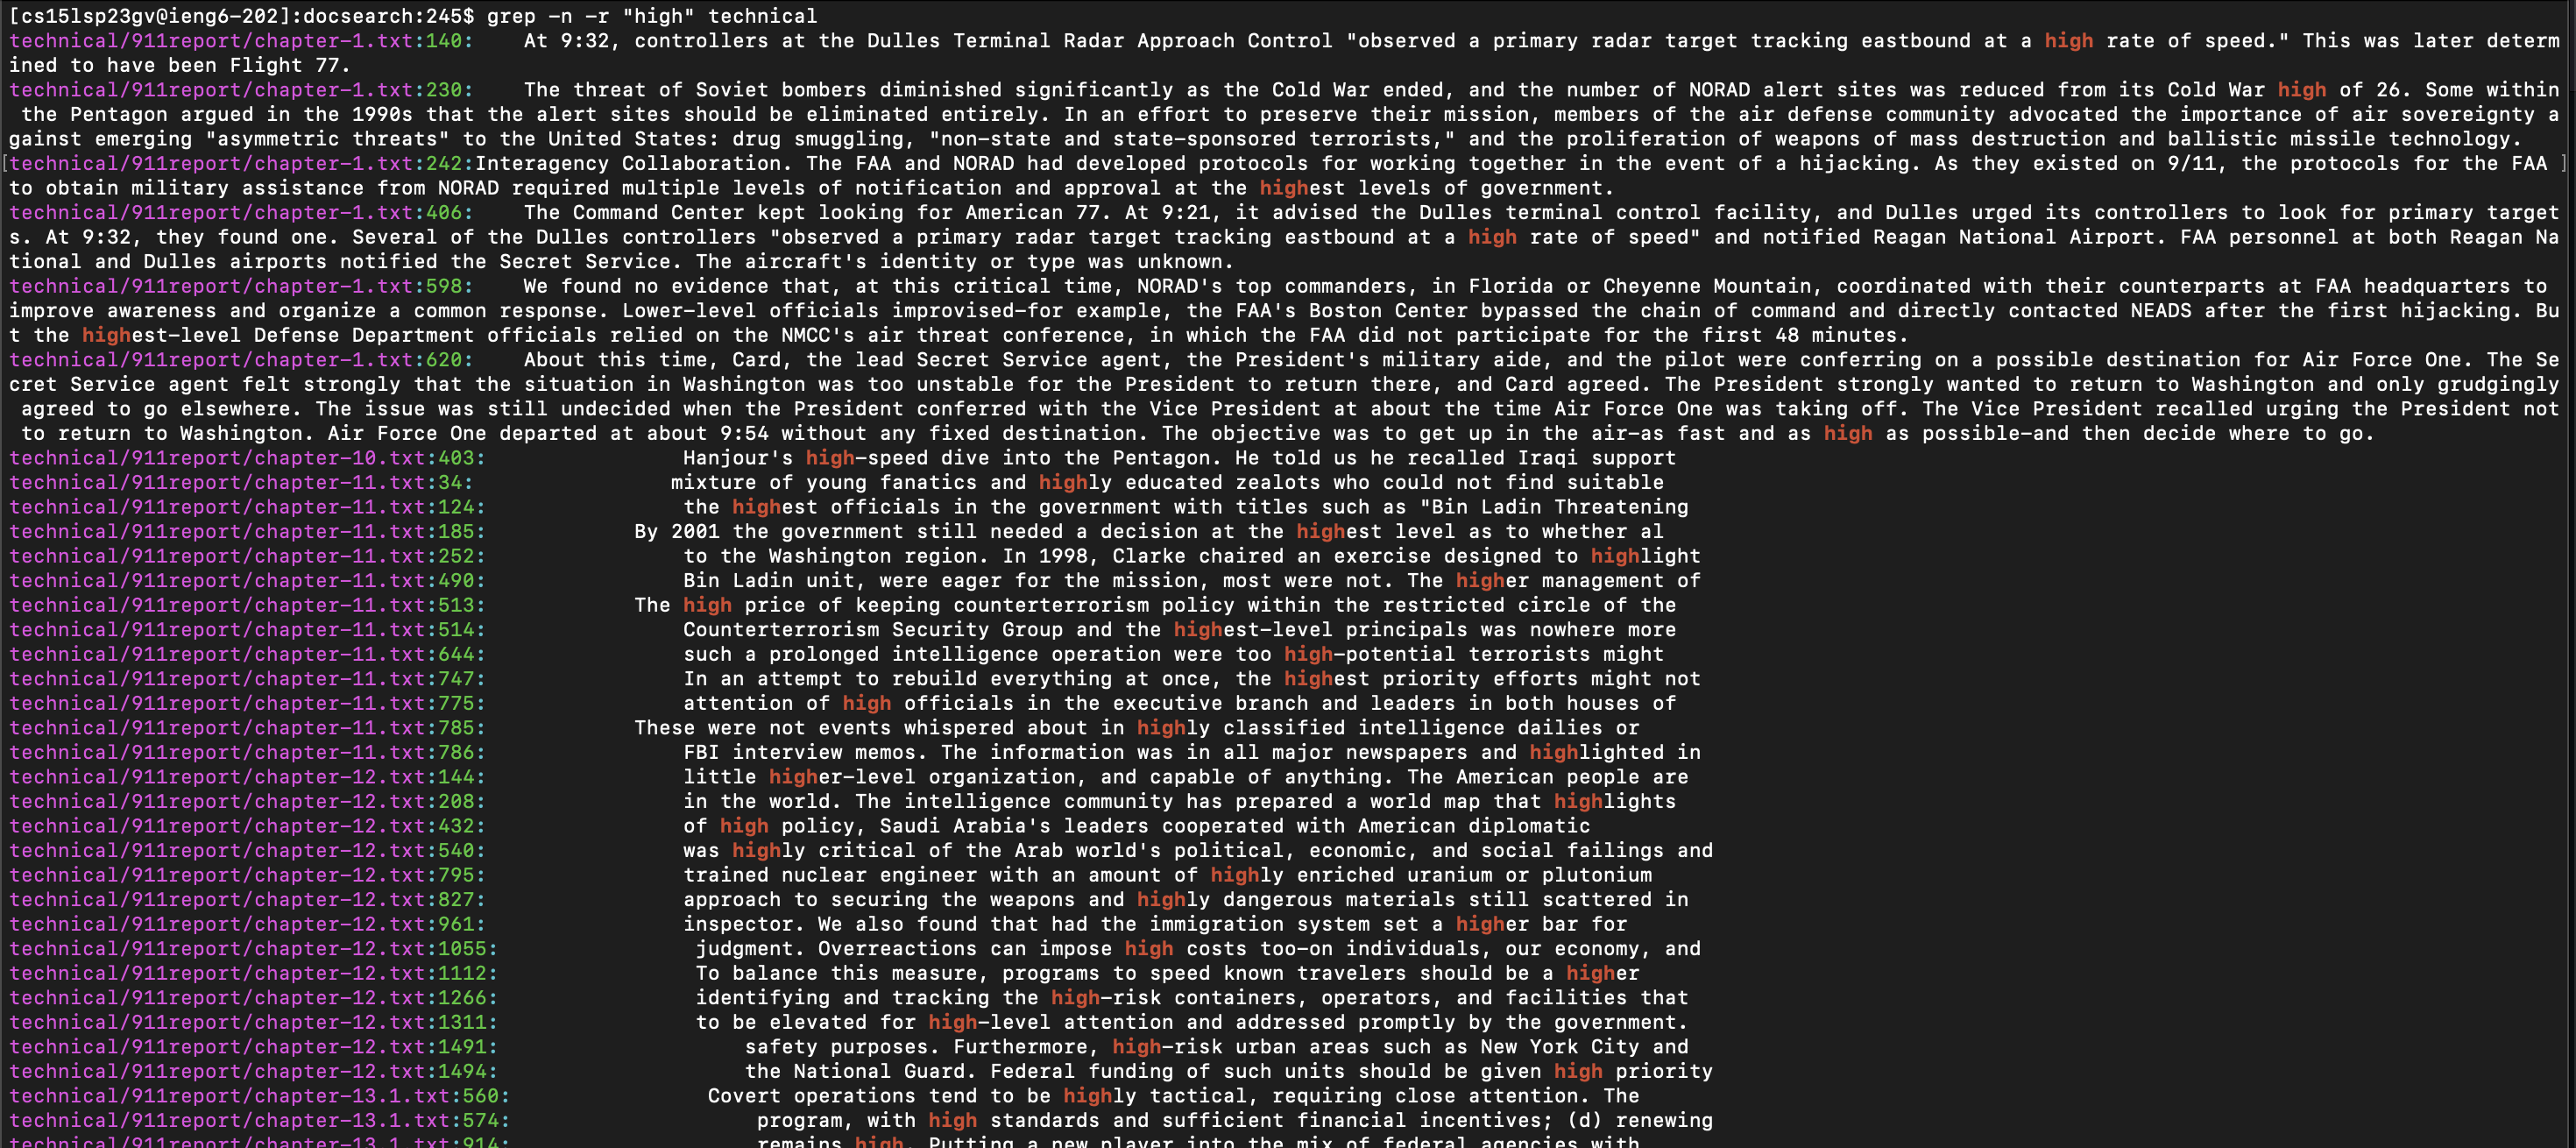 [cs15lsp23gv@ieng6-202]:docsearch:245$ grep -n -r "high" technical
technical/911report/chapter-1.txt:140:    At 9:32, controllers at the Dulles Terminal Radar Approach Control "observed a primary radar target tracking eastbound at a high rate of speed." This was later determ
ined to have been Flight 77.
technical/911report/chapter-1.txt:230:    The threat of Soviet bombers diminished significantly as the Cold War ended, and the number of NORAD alert sites was reduced from its Cold War high of 26. Some within
 the Pentagon argued in the 1990s that the alert sites should be eliminated entirely. In an effort to preserve their mission, members of the air defense community advocated the importance of air sovereignty a
gainst emerging "asymmetric threats" to the United States: drug smuggling, "non-state and state-sponsored terrorists," and the proliferation of weapons of mass destruction and ballistic missile technology.
[technical/911report/chapter-1.txt:242:Interagency Collaboration. The FAA and NORAD had developed protocols for working together in the event of a hijacking. As they existed on 9/11, the protocols for the FAA ]
to obtain military assistance from NORAD required multiple levels of notification and approval at the highest levels of government.
technical/911report/chapter-1.txt:406:    The Command Center kept looking for American 77. At 9:21, it advised the Dulles terminal control facility, and Dulles urged its controllers to look for primary target
s. At 9:32, they found one. Several of the Dulles controllers "observed a primary radar target tracking eastbound at a high rate of speed" and notified Reagan National Airport. FAA personnel at both Reagan Na
tional and Dulles airports notified the Secret Service. The aircraft's identity or type was unknown.
technical/911report/chapter-1.txt:598:    We found no evidence that, at this critical time, NORAD's top commanders, in Florida or Cheyenne Mountain, coordinated with their counterparts at FAA headquarters to
improve awareness and organize a common response. Lower-level officials improvised-for example, the FAA's Boston Center bypassed the chain of command and directly contacted NEADS after the first hijacking. Bu
t the highest-level Defense Department officials relied on the NMCC's air threat conference, in which the FAA did not participate for the first 48 minutes.
technical/911report/chapter-1.txt:620:    About this time, Card, the lead Secret Service agent, the President's military aide, and the pilot were conferring on a possible destination for Air Force One. The Se
cret Service agent felt strongly that the situation in Washington was too unstable for the President to return there, and Card agreed. The President strongly wanted to return to Washington and only grudgingly
 agreed to go elsewhere. The issue was still undecided when the President conferred with the Vice President at about the time Air Force One was taking off. The Vice President recalled urging the President not
 to return to Washington. Air Force One departed at about 9:54 without any fixed destination. The objective was to get up in the air-as fast and as high as possible-and then decide where to go.
technical/911report/chapter-10.txt:403:                Hanjour's high-speed dive into the Pentagon. He told us he recalled Iraqi support
technical/911report/chapter-11.txt:34:                mixture of young fanatics and highly educated zealots who could not find suitable
technical/911report/chapter-11.txt:124:                the highest officials in the government with titles such as "Bin Ladin Threatening
technical/911report/chapter-11.txt:185:            By 2001 the government still needed a decision at the highest level as to whether al
technical/911report/chapter-11.txt:252:                to the Washington region. In 1998, Clarke chaired an exercise designed to highlight
technical/911report/chapter-11.txt:490:                Bin Ladin unit, were eager for the mission, most were not. The higher management of
technical/911report/chapter-11.txt:513:            The high price of keeping counterterrorism policy within the restricted circle of the
technical/911report/chapter-11.txt:514:                Counterterrorism Security Group and the highest-level principals was nowhere more
technical/911report/chapter-11.txt:644:                such a prolonged intelligence operation were too high-potential terrorists might
technical/911report/chapter-11.txt:747:                In an attempt to rebuild everything at once, the highest priority efforts might not
technical/911report/chapter-11.txt:775:                attention of high officials in the executive branch and leaders in both houses of
technical/911report/chapter-11.txt:785:            These were not events whispered about in highly classified intelligence dailies or
technical/911report/chapter-11.txt:786:                FBI interview memos. The information was in all major newspapers and highlighted in
technical/911report/chapter-12.txt:144:                little higher-level organization, and capable of anything. The American people are
technical/911report/chapter-12.txt:208:                in the world. The intelligence community has prepared a world map that highlights
technical/911report/chapter-12.txt:432:                of high policy, Saudi Arabia's leaders cooperated with American diplomatic
technical/911report/chapter-12.txt:540:                was highly critical of the Arab world's political, economic, and social failings and
technical/911report/chapter-12.txt:795:                trained nuclear engineer with an amount of highly enriched uranium or plutonium
technical/911report/chapter-12.txt:827:                approach to securing the weapons and highly dangerous materials still scattered in
technical/911report/chapter-12.txt:961:                inspector. We also found that had the immigration system set a higher bar for
technical/911report/chapter-12.txt:1055:                judgment. Overreactions can impose high costs too-on individuals, our economy, and
technical/911report/chapter-12.txt:1112:                To balance this measure, programs to speed known travelers should be a higher
technical/911report/chapter-12.txt:1266:                identifying and tracking the high-risk containers, operators, and facilities that
technical/911report/chapter-12.txt:1311:                to be elevated for high-level attention and addressed promptly by the government.
technical/911report/chapter-12.txt:1491:                    safety purposes. Furthermore, high-risk urban areas such as New York City and
technical/911report/chapter-12.txt:1494:                    the National Guard. Federal funding of such units should be given high priority
technical/911report/chapter-13.1.txt:560:                Covert operations tend to be highly tactical, requiring close attention. The
technical/911report/chapter-13.1.txt:574:                    program, with high standards and sufficient financial incentives; (d) renewing
technical/911report/chapter-13.1.txt:914:                    remains high. Putting a new player into the mix of federal agencies with